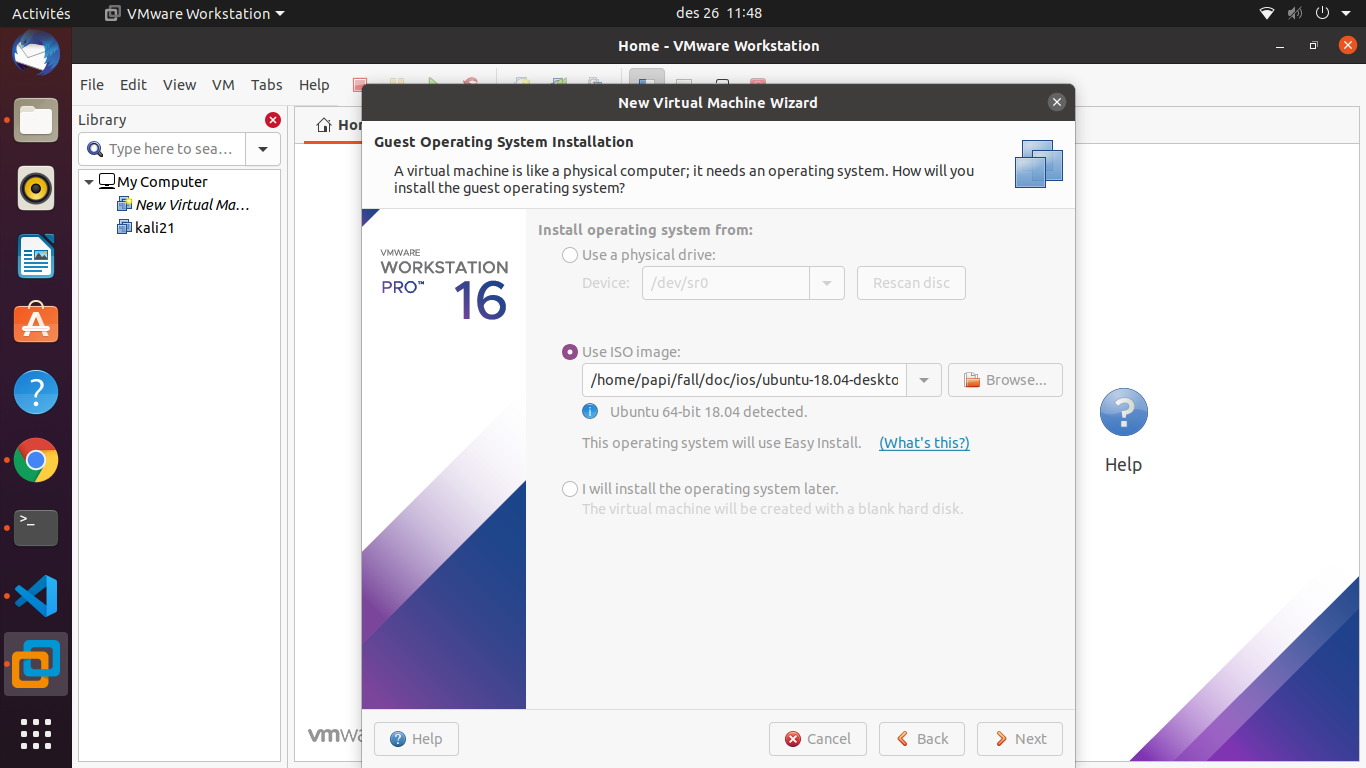 Activités
VMware Workstation
des 26 11:48
Home - VMware Workstation
File Edit View VM Tabs Help
Library
Type here to sea…
My Computer
New Virtual Ma…
kali21
New Virtual Machine Wizard
Guest Operating System Installation
A virtual machine is like a physical computer; it needs an operating system. How will you
install the guest operating system?
VMWARE
WORKSTATION
PRO™ 16
Install operating system from:
Use a physical drive:
Device: /dev/sr0 Rescan disc
Use ISO image:
/home/papi/fall/doc/ios/ubuntu-18.04-deskto Browse...
Ubuntu 64-bit 18.04 detected.
This operating system will use Easy Install. (What's this?)
I will install the operating system later.
The virtual machine will be created with a blank hard disk.
Help Cancel Back Next
Help